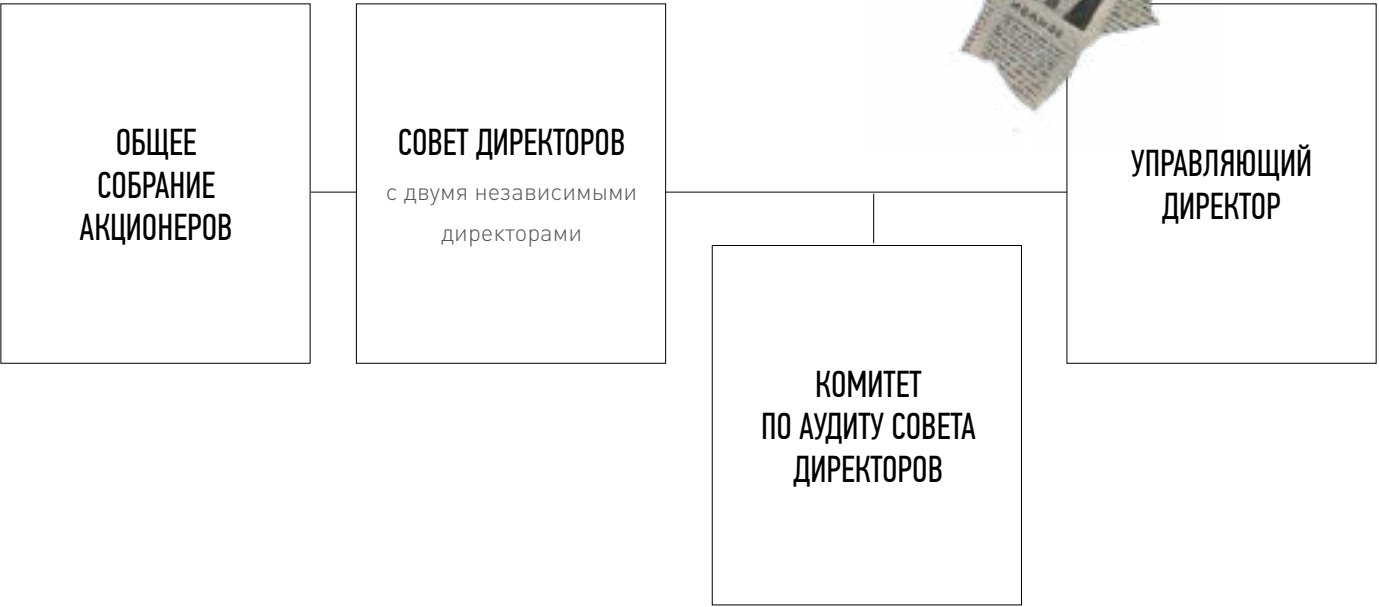 ОБЩЕЕ
СОБРАНИЕ
АКЦИОНЕРОВ
СОВЕТ ДИРЕКТОРОВ
с двумя независимыми
директорами
КОМИТЕТ
ПО АУДИТУ СОВЕТА
ДИРЕКТОРОВ
УПРАВЛЯЮЩИЙ
ДИРЕКТОР